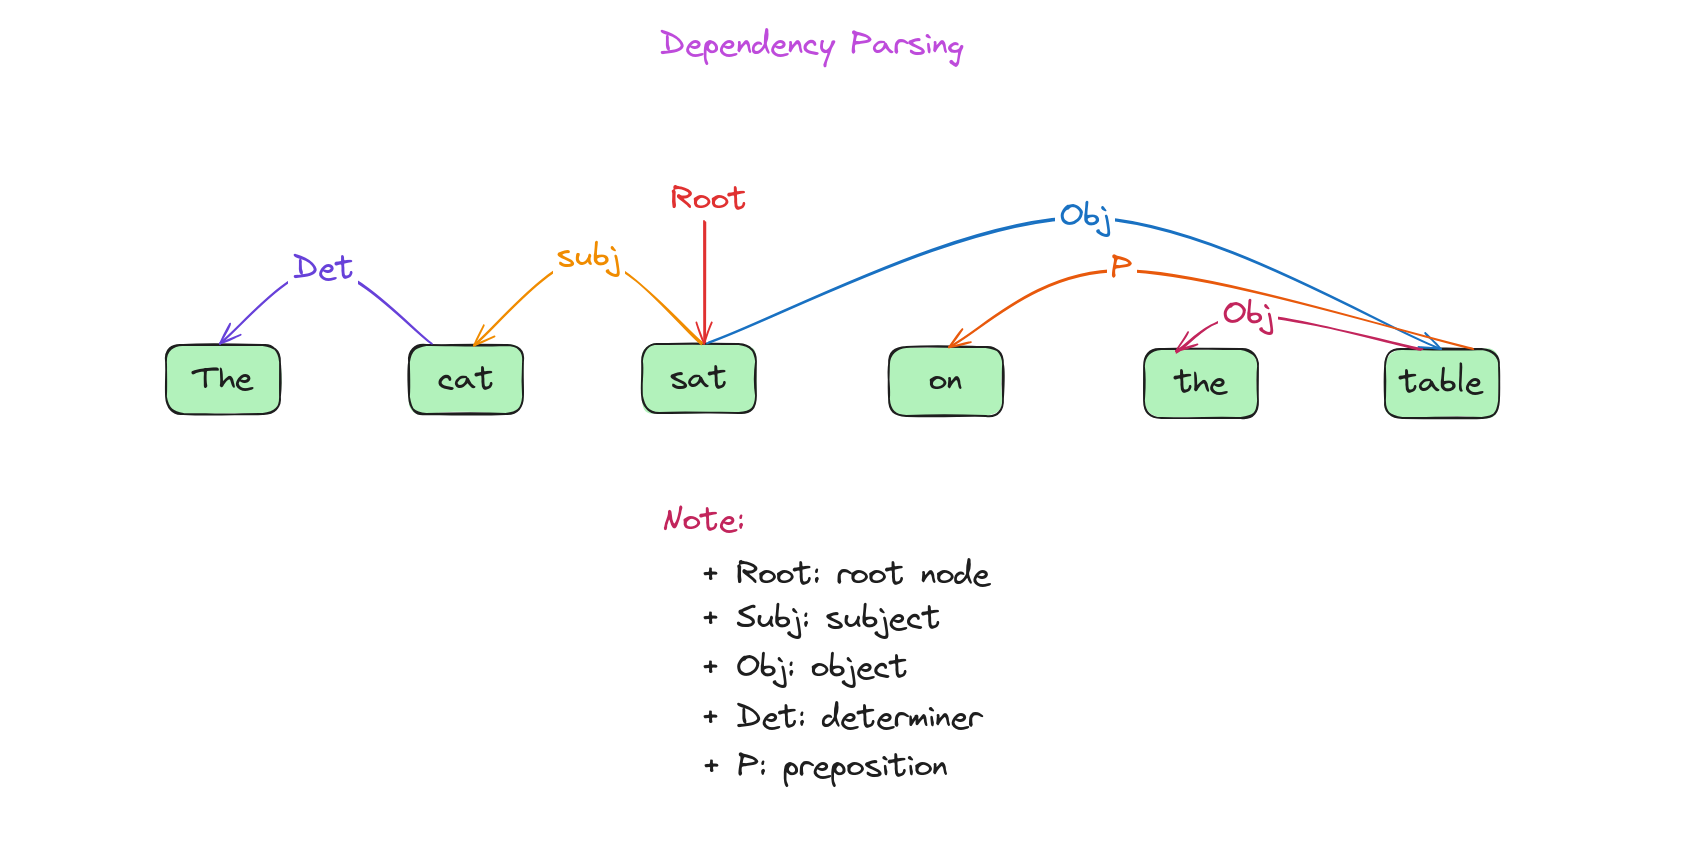 Dependency Parsing
Root
Obj
Det
subj
P
Obj
The cat sat on the table
Note:
+ Root: root node
+ Subj: subject
+ Obj: object
+ Det: determiner
+ P: preposition